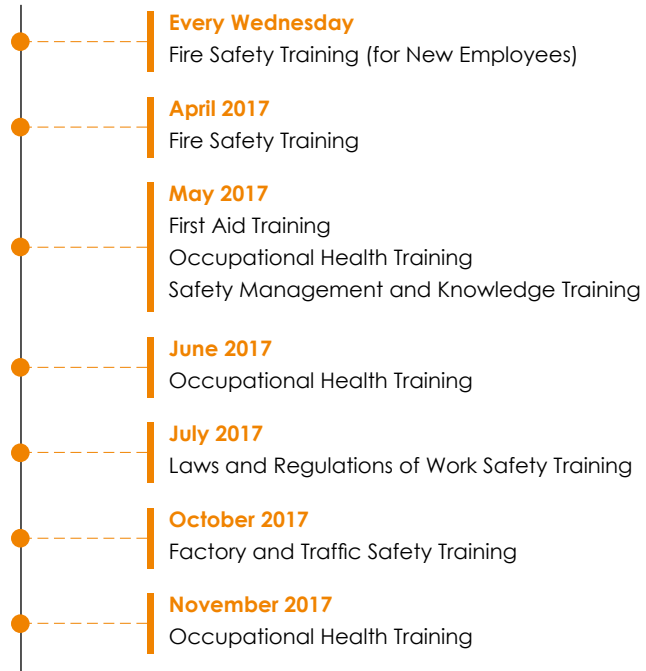 Every Wednesday
Fire Safety Training (for New Employees)
April 2017
Fire Safety Training
May 2017
First Aid Training
Occupational Health Training
Safety Management and Knowledge Training
June 2017
Occupational Health Training
July 2017
Laws and Regulations of Work Safety Training
October 2017
Factory and Traffic Safety Training
November 2017
Occupational Health Training